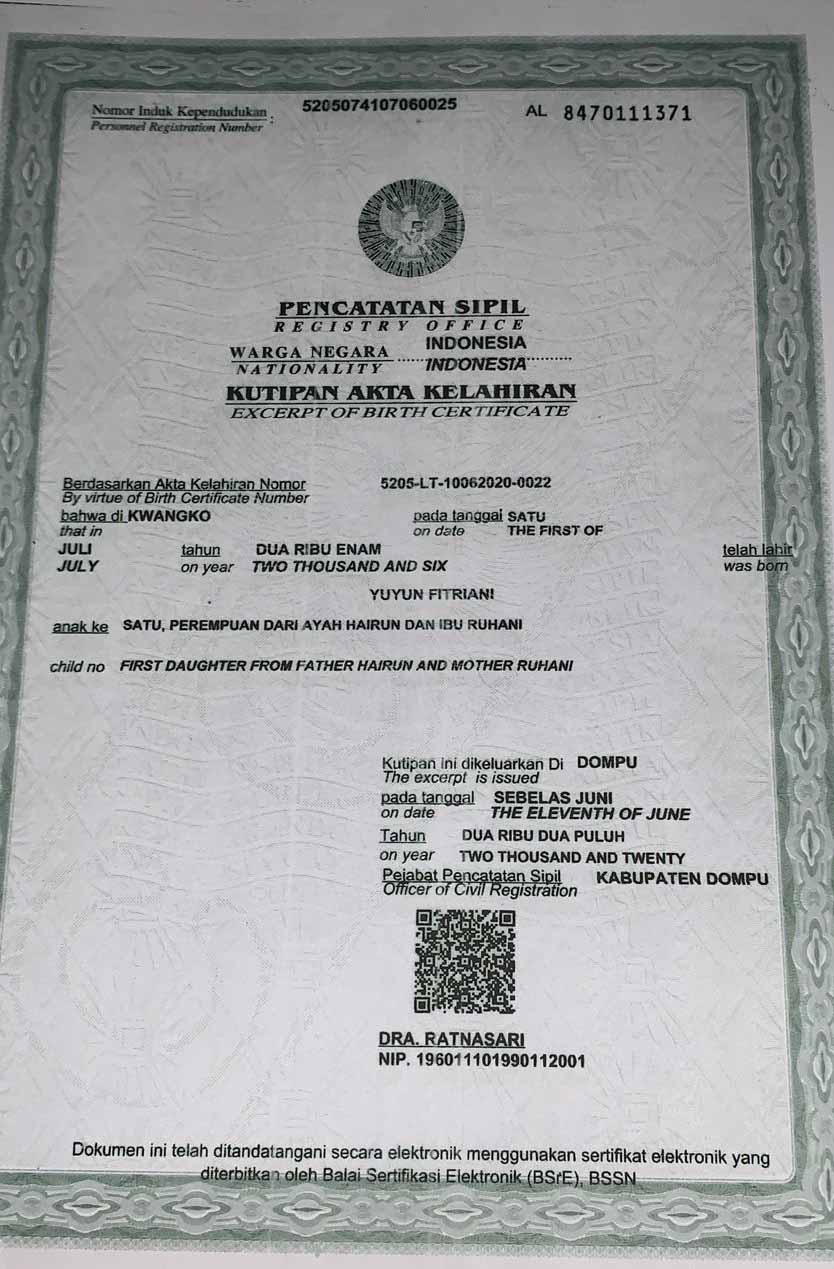 Nomor Induk Kependudukan : 5205074107060025 AL 8470111371
Personnel Registration Number
PENCATATAN SIPIL
REGISTRY OFFICE
WARGA NEGARA INDONESIA
NATIONALITY INDONESIA
KUTIPAN AKTA KELAHIRAN
EXCERPT OF BIRTH CERTIFICATE
Berdasarkan Akta Kelahiran Nomor 5205-LT-10062020-0022
By virtue of Birth Certificate Number
bahwa di KWANGKO pada tanggal SATU
that in on date THE FIRST OF
JULI tahun DUA RIBU ENAM telah lahir
JULY on year TWO THOUSAND AND SIX was born
YUYUN FITRIANI
anak ke SATU, PEREMPUAN DARI AYAH HAIRUN DAN IBU RUHANI
child no FIRST DAUGHTER FROM FATHER HAIRUN AND MOTHER RUHANI
Kutipan ini dikeluarkan Di DOMPU
The excerpt is issued
pada tanggal SEBELAS JUNI
on date THE ELEVENTH OF JUNE
Tahun DUA RIBU DUA PULUH
on year TWO THOUSAND AND TWENTY
Pejabat Pencatatan Sipil KABUPATEN DOMPU
Officer of Civil Registration
DRA. RATNASARI
NIP. 196011101990112001
Dokumen ini telah ditandatangani secara elektronik menggunakan sertifikat elektronik yang
diterbitkan oleh Balai Sertifikasi Elektronik (BSrE), BSSN